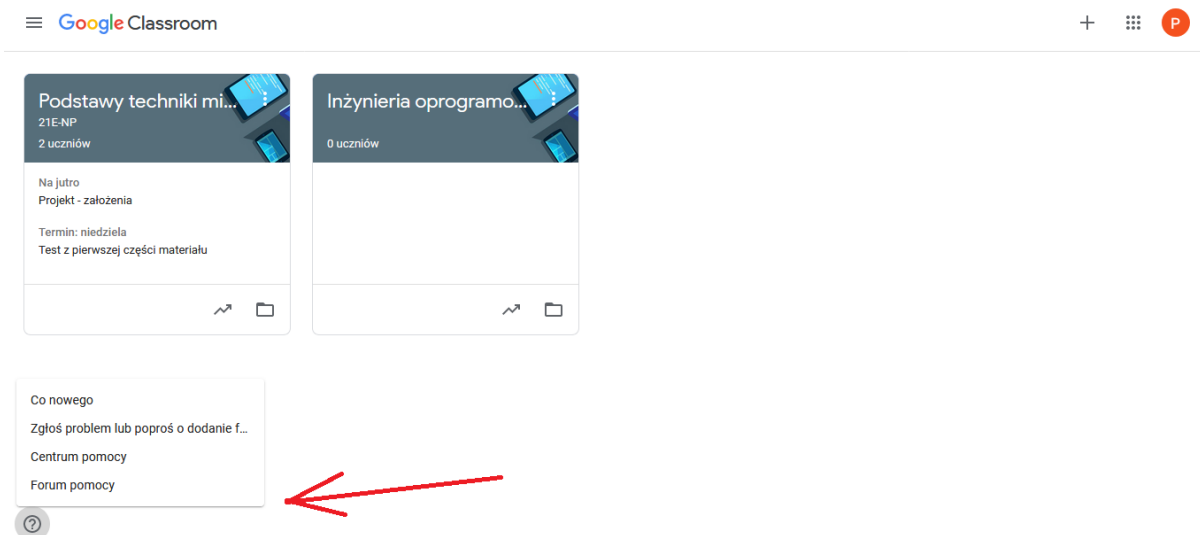 Google Classroom
P
Podstawy techniki mi...
21E-NP
2 uczniów
Na jutro
Projekt - założenia
Termin: niedziela
Test z pierwszej części materiału
Inżynieria oprogramo...
0 uczniów
Co nowego
Zgłoś problem lub poproś o dodanie f...
Centrum pomocy
Forum pomocy